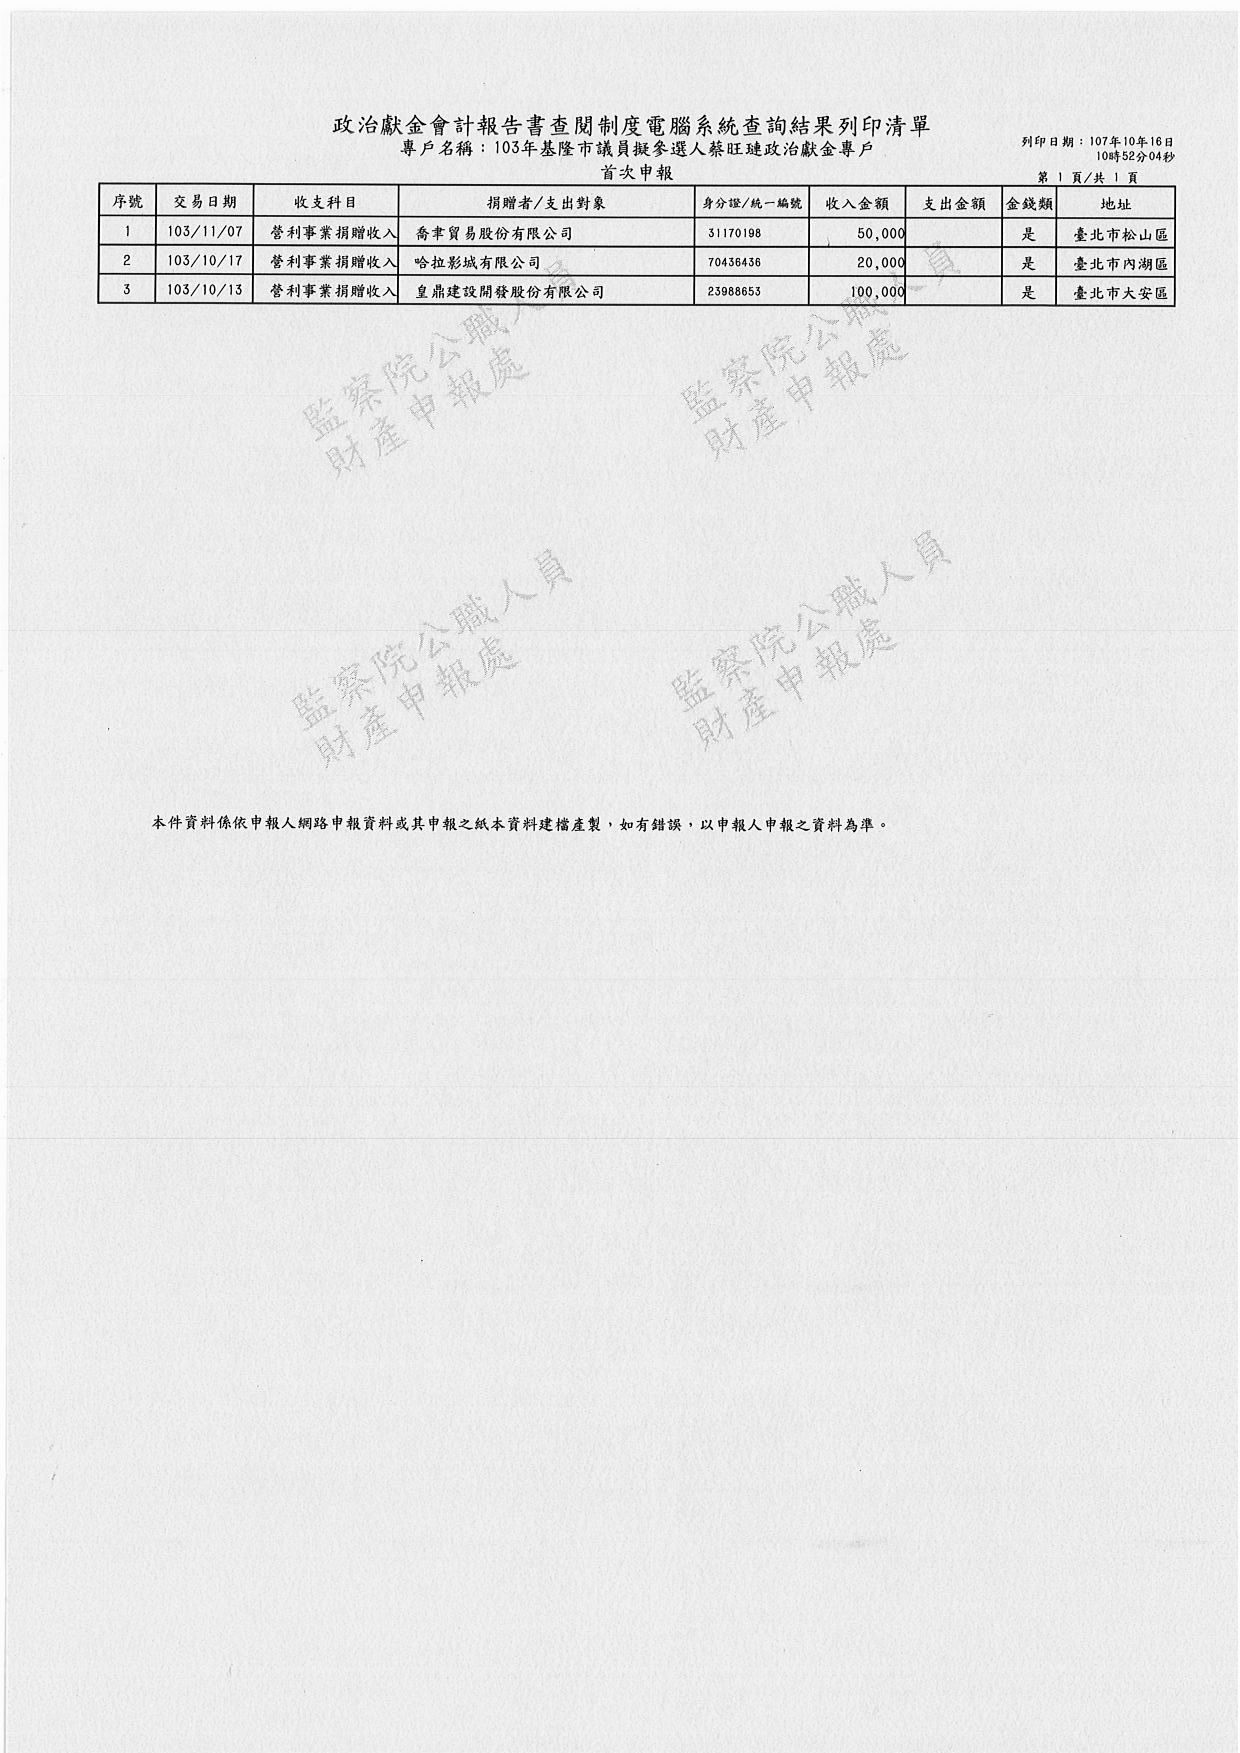 政治獻金會計報告書查閱制度電腦系統查詢結果列印清單
專戶名稱：103年基隆市議員擬參選人蔡旺璉政治獻金專戶
首次申報
列印日期：107年10年16日
10時52分04秒
第 1 頁/共 1 頁
序號 交易日期 收支科目 捐贈者/支出對象 身分證/統一編號 收入金額 支出金額 金錢類 地址
1 103/11/07 營利事業捐贈收入 喬聿貿易股份有限公司 31170198 50,000 是 臺北市松山區
2 103/10/17 營利事業捐贈收入 哈拉影城有限公司 70436436 20,000 是 臺北市內湖區
3 103/10/13 營利事業捐贈收入 皇鼎建設開發股份有限公司 23988653 100,000 是 臺北市大安區
監察院公職人員
財產申報處
監察院公職人員
財產申報處
監察院公職人員
財產申報處
監察院公職人員
財產申報處
本件資料係依申報人網路申報資料或其申報之紙本資料建檔產製，如有錯誤，以申報人申報之資料為準。